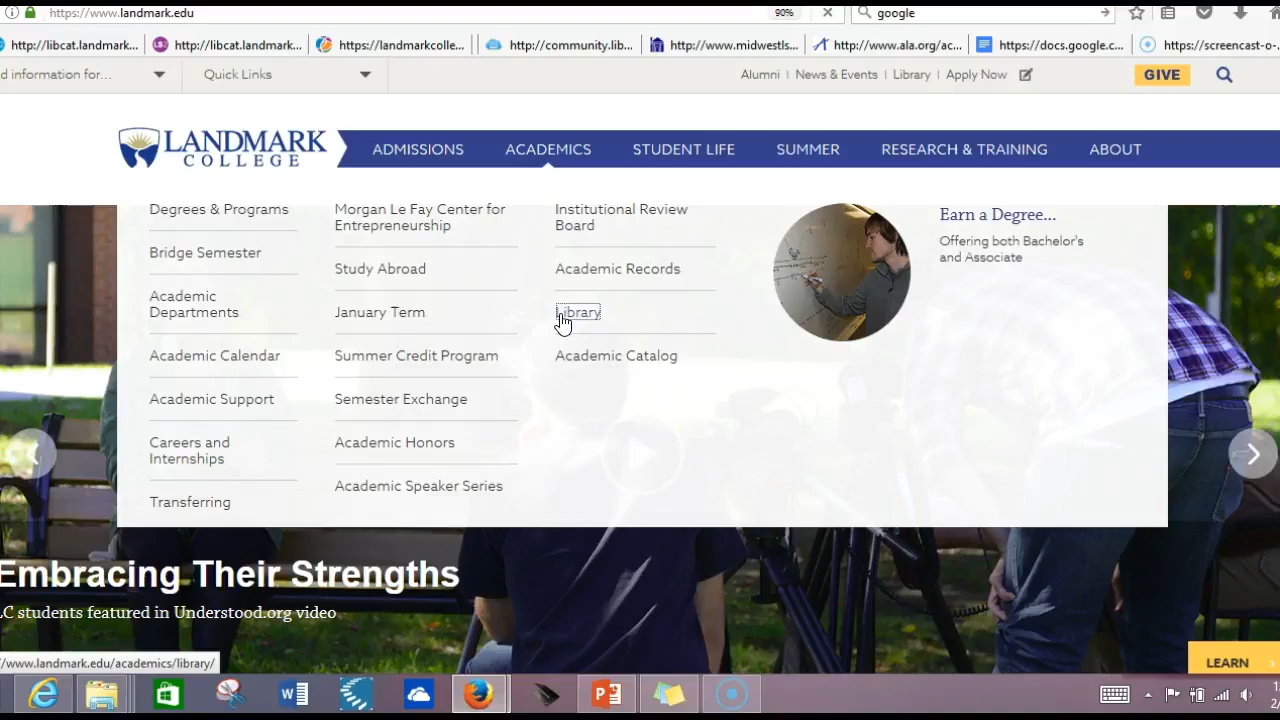 https://www.landmark.edu
90%
google
http://libcat.landmark...
http://libcat.landmark...
https://landmarkcolle...
http://community.lib...
http://www.midwestls...
http://www.ala.org/ac...
https://docs.google.c...
https://screencast-o-...
d information for...
Quick Links
Alumni
News & Events
Library
Apply Now
GIVE
LANDMARK
COLLEGE
ADMISSIONS
ACADEMICS
STUDENT LIFE
SUMMER
RESEARCH & TRAINING
ABOUT
Degrees & Programs
Bridge Semester
Academic
Departments
Academic Calendar
Academic Support
Careers and
Internships
Transferring
Morgan Le Fay Center for
Entrepreneurship
Study Abroad
January Term
Summer Credit Program
Semester Exchange
Academic Honors
Academic Speaker Series
Institutional Review
Board
Academic Records
Library
Academic Catalog
Earn a Degree...
Offering both Bachelor's
and Associate
Embracing Their Strengths
LC students featured in Understood.org video
LEARN
/www.landmark.edu/academics/library/